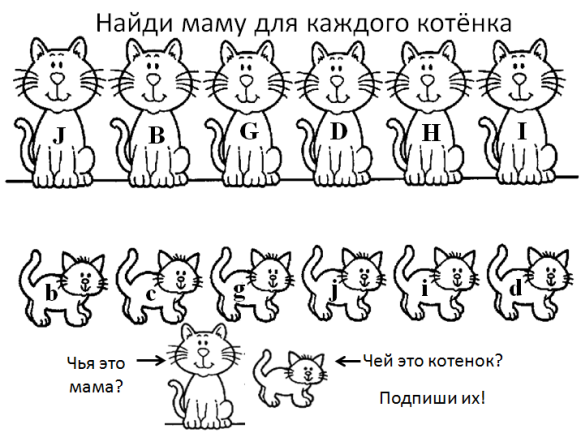 Найди маму для каждого котёнка
J B G D H I
b c g j i d
Чья это
мама?
Чей это котенок?
Подпиши их!